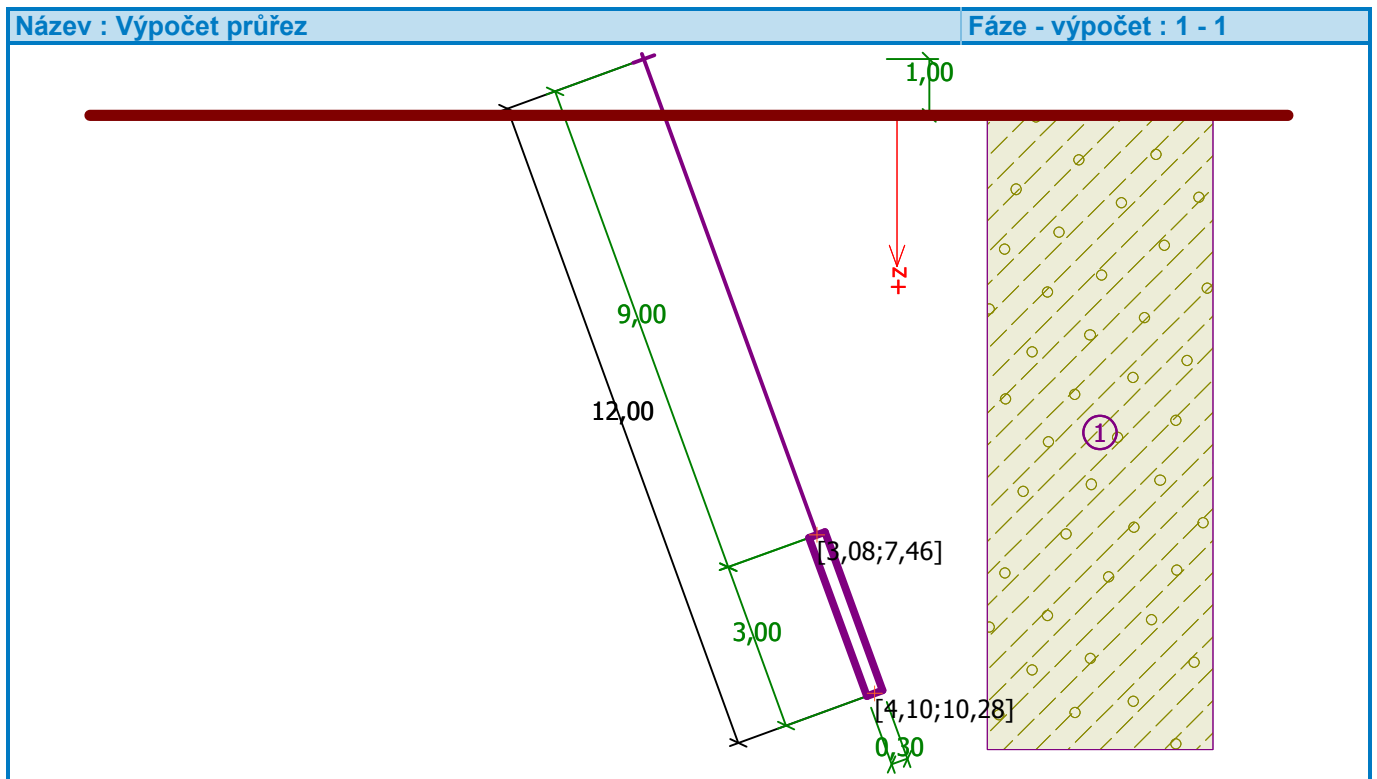 Název : Výpočet průřez
Fáze - výpočet : 1 - 1
1,00
+z
9,00
12,00
1
[3,08;7,46]
3,00
[4,10;10,28]
0,30